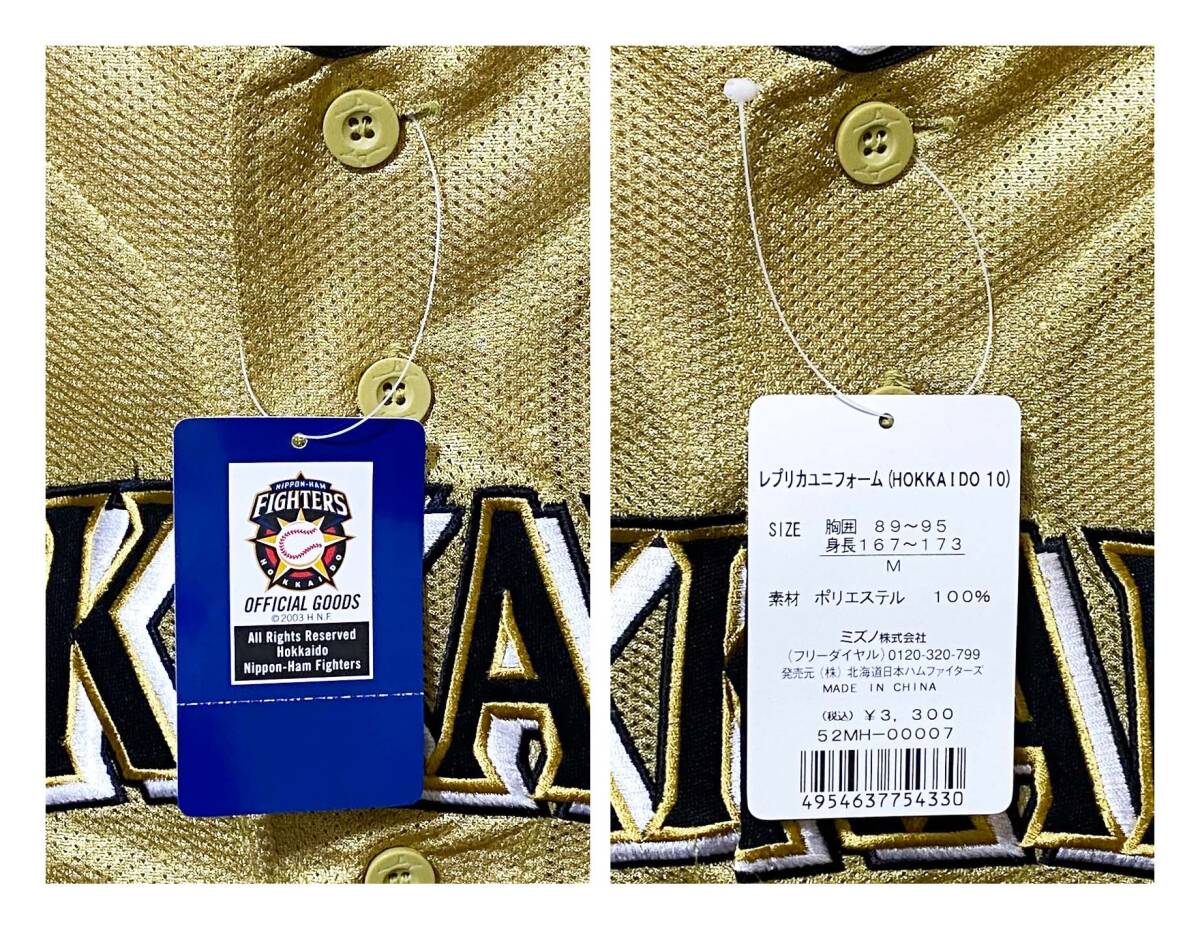 NIPPON-HAM
FIGHTERS
HOKKAIDO
OFFICIAL GOODS
©2003 H.N.F.
All Rights Reserved
Hokkaido
Nippon-Ham Fighters
KKA
レプリカユニフォーム(HOKKAIDO 10)
SIZE 胸囲 89~95
身長167~173
M
素材 ポリエステル 100%
ミズノ株式会社
(フリーダイヤル)0120-320-799
発売元(株)北海道日本ハムファイターズ
MADE IN CHINA
(税込)¥3,300
52MH-00007
4954637754330